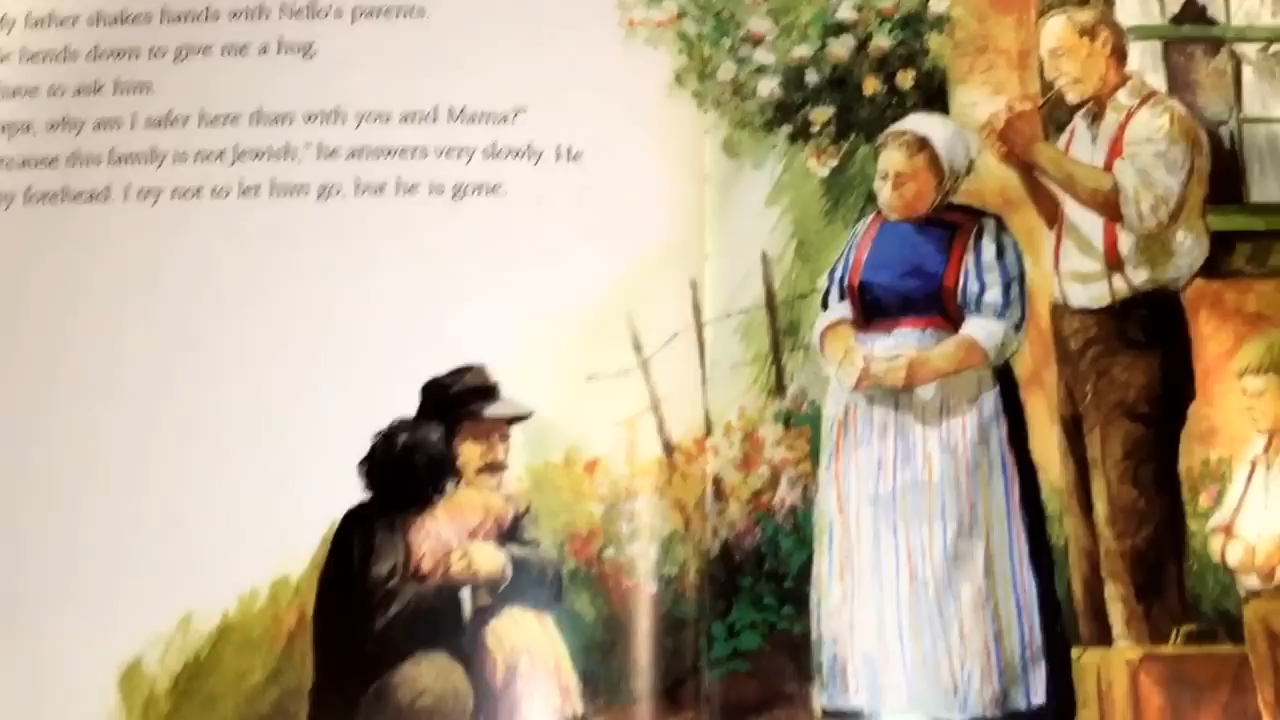 father shakes hands with Nello's parents.
bends down to give me a hug.
have to ask him.
why am I safer here than with you and Mama?"
this family is not Jewish," he answers very slowly. He
forehead. I try not to let him go, but he is gone.